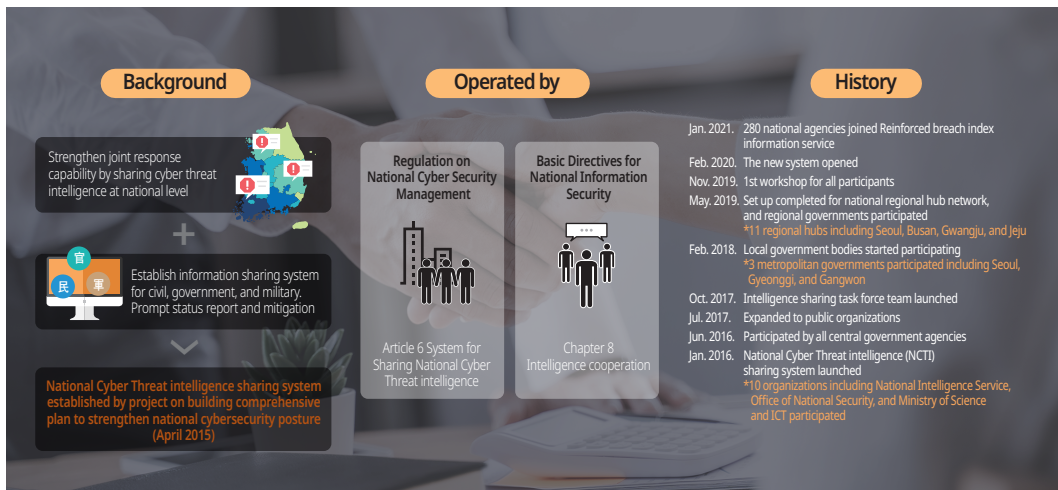 Background
Strengthen joint response
capability by sharing cyber threat
intelligence at national level
官
民
軍
Establish information sharing system
for civil, government, and military.
Prompt status report and mitigation
National Cyber Threat intelligence sharing system
established by project on building comprehensive
plan to strengthen national cybersecurity posture
(April 2015)
Operated by
Regulation on
National Cyber Security
Management
Article 6 System for
Sharing National Cyber
Threat intelligence
Basic Directives for
National Information
Security
Chapter 8
Intelligence cooperation
History
Jan. 2021. 280 national agencies joined Reinforced breach index
information service
Feb. 2020. The new system opened
Nov. 2019. 1st workshop for all participants
May. 2019. Set up completed for national regional hub network,
and regional governments participated
*11 regional hubs including Seoul, Busan, Gwangju, and Jeju
Feb. 2018. Local government bodies started participating
*3 metropolitan governments participated including Seoul,
Gyeonggi, and Gangwon
Oct. 2017. Intelligence sharing task force team launched
Jul. 2017. Expanded to public organizations
Jun. 2016. Participated by all central government agencies
Jan. 2016. National Cyber Threat intelligence (NCTI)
sharing system launched
*10 organizations including National Intelligence Service,
Office of National Security, and Ministry of Science
and ICT participated